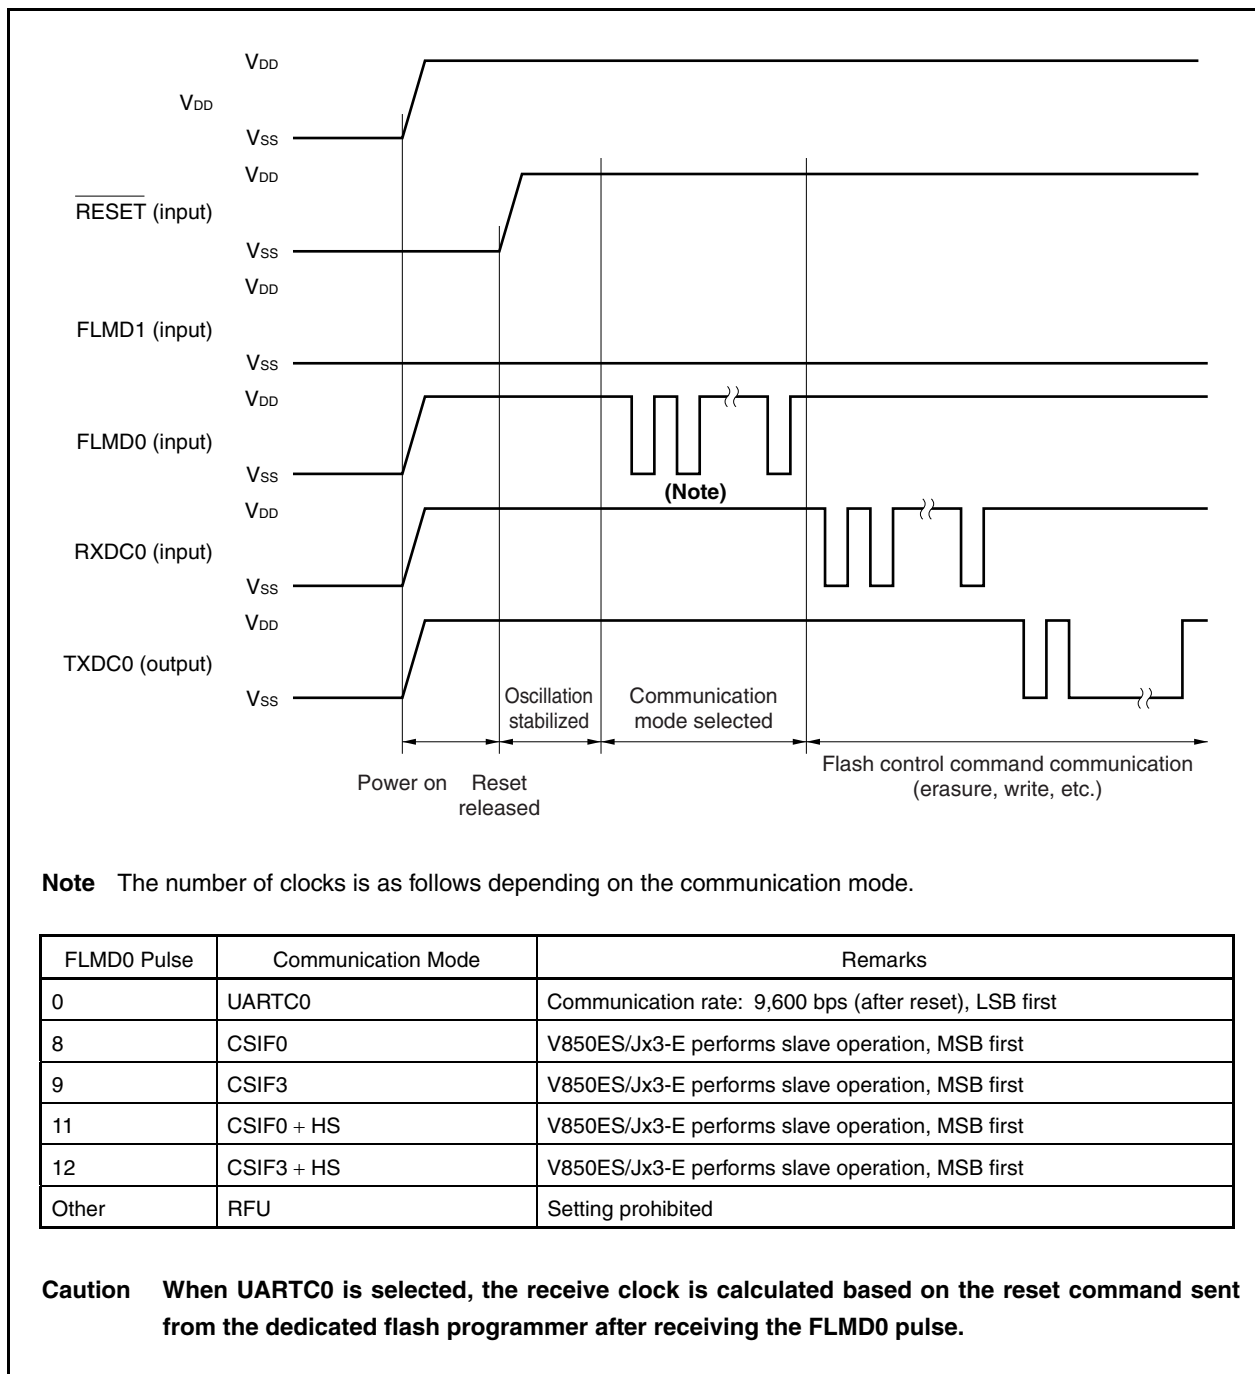 VDD
VDD
VSS
VDD
RESET (input)
VSS
VDD
FLMD1 (input)
VSS
VDD
FLMD0 (input)
VSS
(Note)
VDD
RXDC0 (input)
VSS
VDD
TXDC0 (output)
VSS
Oscillation
stabilized
Communication
mode selected
Power on
Reset
released
Flash control command communication
(erasure, write, etc.)
Note The number of clocks is as follows depending on the communication mode.
FLMD0 Pulse Communication Mode Remarks
0 UARTC0 Communication rate: 9,600 bps (after reset), LSB first
8 CSIF0 V850ES/Jx3-E performs slave operation, MSB first
9 CSIF3 V850ES/Jx3-E performs slave operation, MSB first
11 CSIF0 + HS V850ES/Jx3-E performs slave operation, MSB first
12 CSIF3 + HS V850ES/Jx3-E performs slave operation, MSB first
Other RFU Setting prohibited
Caution When UARTC0 is selected, the receive clock is calculated based on the reset command sent
from the dedicated flash programmer after receiving the FLMD0 pulse.